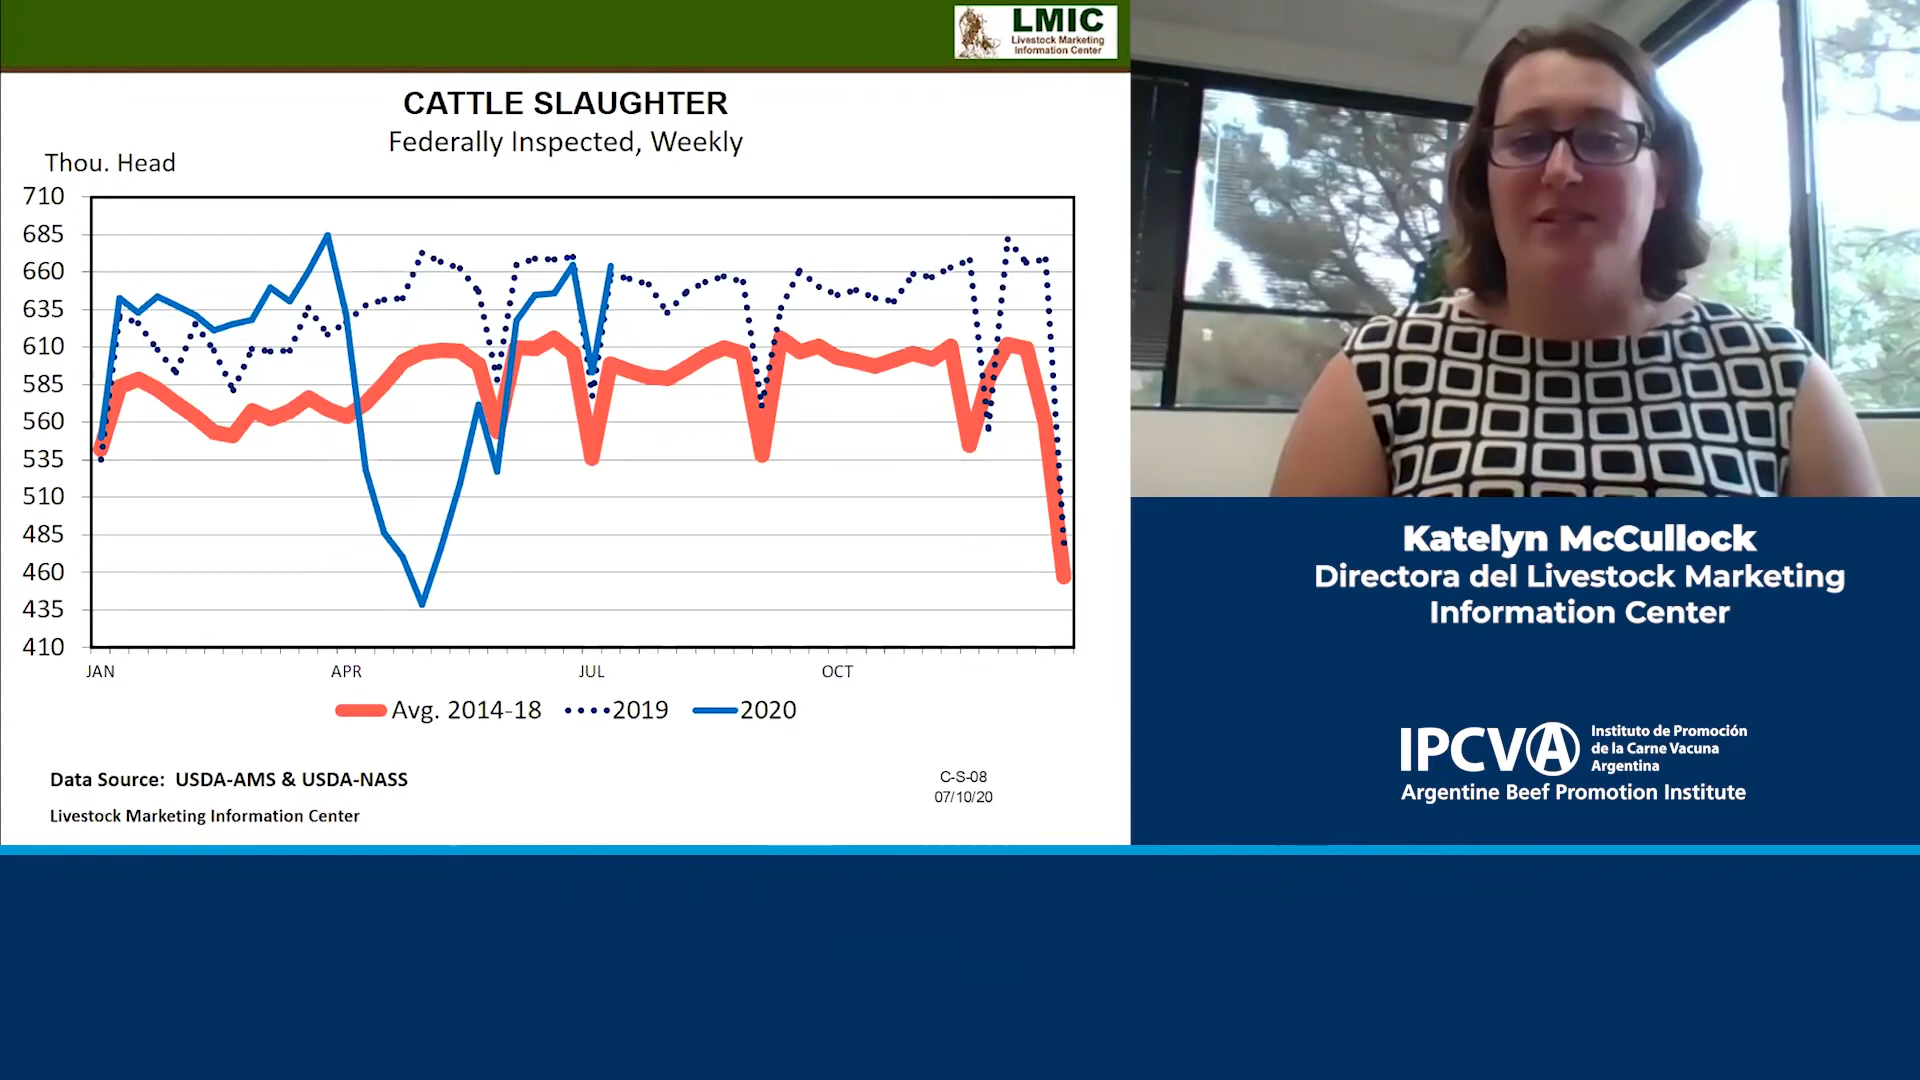 LMIC
Livestock Marketing
Information Center
CATTLE SLAUGHTER
Federally Inspected, Weekly
Thou. Head
710
685
660
635
610
585
560
535
510
485
460
435
410
JAN APR JUL OCT
Avg. 2014-18 2019 2020
Data Source: USDA-AMS & USDA-NASS
C-S-08
07/10/20
Livestock Marketing Information Center
Katelyn McCullock
Directora del Livestock Marketing
Information Center
IPCVA
Instituto de Promoción
de la Carne Vacuna
Argentina
Argentine Beef Promotion Institute